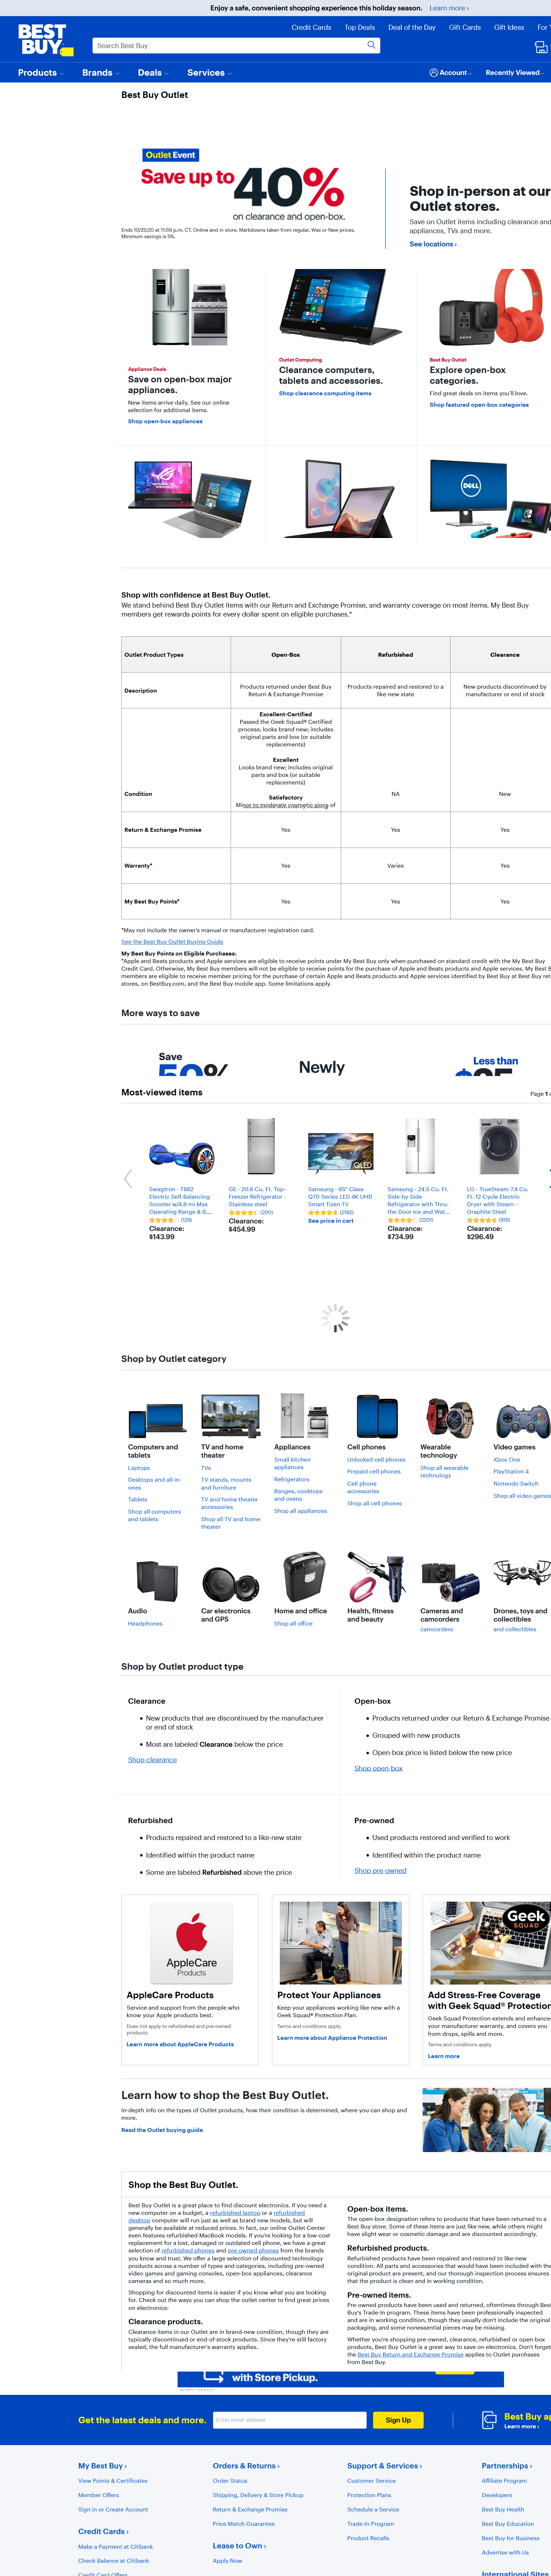 Enjoy a safe, convenient shopping experience this holiday season. Learn more ›
Credit Cards Top Deals Deal of the Day Gift Cards Gift Ideas For
BEST BUY
Search Best Buy
Products Brands Deals Services Account Recently Viewed
Best Buy Outlet
Outlet Event
Save up to 40%
on clearance and open-box.
Ends 10/25/20 at 11:59 p.m. CT. Online and in store. Markdowns taken from regular, Was or New prices.
Minimum savings is 5%.
Shop in-person at our
Outlet stores.
Save on Outlet items including clearance and
appliances, TVs and more.
See locations ›
Appliance Deals
Save on open-box major
appliances.
New items arrive daily. See our online
selection for additional items.
Shop open-box appliances
Outlet Computing
Clearance computers,
tablets and accessories.
Shop clearance computing items
Best Buy Outlet
Explore open-box
categories.
Find great deals on items you'll love.
Shop featured open-box categories
DELL
Shop with confidence at Best Buy Outlet.
We stand behind Best Buy Outlet items with our Return and Exchange Promise, and warranty coverage on most items. My Best Buy
members get rewards points for every dollar spent on eligible purchases.*
Outlet Product Types Open-Box Refurbished Clearance
Description
Products returned under Best Buy
Return & Exchange Promise
Products repaired and restored to a
like-new state
New products discontinued by
manufacturer or end of stock
Condition
Excellent-Certified
Passed the Geek Squad® Certified
process; looks brand new; includes
original parts and box (or suitable
replacements)
Excellent
Looks brand new; includes original
parts and box (or suitable
replacements)
Satisfactory
Minor to moderate cosmetic signs of
NA
New
Return & Exchange Promise Yes Yes Yes
Warranty* Yes Varies Yes
My Best Buy Points* Yes Yes Yes
*May not include the owner's manual or manufacturer registration card.
See the Best Buy Outlet Buying Guide
My Best Buy Points on Eligible Purchases:
*Apple and Beats products and Apple services are eligible to receive points under My Best Buy only when purchased on standard credit with the My Best Buy
Credit Card. Otherwise, My Best Buy members will not be eligible to receive points for the purchase of Apple and Beats products and Apple services. My Best B
members are eligible to receive member pricing for the purchase of certain Apple and Beats products and Apple services identified by Best Buy at Best Buy ret
stores, on BestBuy.com, and the Best Buy mobile app. Some limitations apply.
More ways to save
Save
50%
Newly
Less than
Most-viewed items
Page 1
Swagtron - T882
Electric Self-Balancing
Scooter w/4.8 mi Max
Operating Range & 6....
(129)
Clearance:
$143.99
GE - 20.8 Cu. Ft. Top-
Freezer Refrigerator -
Stainless steel
(200)
Clearance:
$454.99
SAMSUNG
QLED
Samsung - 65" Class
Q70 Series LED 4K UHD
Smart Tizen TV
(2192)
See price in cart
Samsung - 24.5 Cu. Ft.
Side-by-Side
Refrigerator with Thru-
the-Door Ice and Wat...
(2201)
Clearance:
$734.99
LG - TrueSteam 7.4 Cu.
Ft. 12-Cycle Electric
Dryer with Steam -
Graphite Steel
(919)
Clearance:
$296.49
Shop by Outlet category
Computers and
tablets
Laptops
Desktops and all-in-
ones
Tablets
Shop all computers
and tablets
TV and home
theater
TVs
TV stands, mounts
and furniture
TV and home theater
accessories
Shop all TV and home
theater
Appliances
Small kitchen
appliances
Refrigerators
Ranges, cooktops
and ovens
Shop all appliances
Cell phones
Unlocked cell phones
Prepaid cell phones
Cell phone
accessories
Shop all cell phones
Wearable
technology
Shop all wearable
technology
Video games
Xbox One
PlayStation 4
Nintendo Switch
Shop all video games
Audio
Headphones
Car electronics
and GPS
Home and office
Shop all office
Health, fitness
and beauty
Cameras and
camcorders
camcorders
Drones, toys and
collectibles
and collectibles
Shop by Outlet product type
Clearance
• New products that are discontinued by the manufacturer
or end of stock
• Most are labeled Clearance below the price
Shop clearance
Open-box
• Products returned under our Return & Exchange Promise
• Grouped with new products
• Open-box price is listed below the new price
Shop open-box
Refurbished
• Products repaired and restored to a like-new state
• Identified within the product name
• Some are labeled Refurbished above the price
Pre-owned
• Used products restored and verified to work
• Identified within the product name
Shop pre-owned
AppleCare
Products
AppleCare Products
Service and support from the people who
know your Apple products best.
Does not apply to refurbished and pre-owned
products.
Learn more about AppleCare Products
Protect Your Appliances
Keep your appliances working like new with a
Geek Squad® Protection Plan.
Terms and conditions apply.
Learn more about Appliance Protection
Geek
SQUAD
Add Stress-Free Coverage
with Geek Squad® Protection
Geek Squad Protection extends and enhances
your manufacturer warranty, and covers you
from drops, spills and more.
Terms and conditions apply.
Learn more
Learn how to shop the Best Buy Outlet.
In-depth info on the types of Outlet products, how their condition is determined, where you can shop and
more.
Read the Outlet buying guide
Shop the Best Buy Outlet.
Best Buy Outlet is a great place to find discount electronics. If you need a
new computer on a budget, a refurbished laptop or a refurbished
desktop computer will run just as well as brand-new models, but will
generally be available at reduced prices. In fact, our online Outlet Center
even features refurbished MacBook models. If you're looking for a low-cost
replacement for a lost, damaged or outdated cell phone, we have a great
selection of refurbished phones and pre-owned phones from the brands
you know and trust. We offer a large selection of discounted technology
products across a variety of categories, including pre-owned
video games and gaming consoles, open-box appliances, clearance
cameras and so much more.
Shopping for discounted items is easier if you know what you are looking
for. Check out the ways you can shop the outlet center to find great prices
on electronics:
Clearance products.
Clearance items in our Outlet are in brand-new condition, though they are
typically discontinued or end-of-stock products. Since they're still factory
sealed, the full manufacturer's warranty applies.
Open-box items.
The open-box designation refers to products that have been returned to a
Best Buy store. Some of these items are just like new, while others might
have slight wear or cosmetic damage and are discounted accordingly.
Refurbished products.
Refurbished products have been repaired and restored to like-new
condition. All parts and accessories that would have been included with the
original product are present, and our thorough inspection process ensures
that the product is clean and in working condition.
Pre-owned items.
Pre-owned products have been used and returned, oftentimes through Best
Buy's Trade In program. These items have been professionally inspected
and are in working condition, though they usually don't include the original
packaging, and some nonessential pieces may be missing.
Whether you're shopping pre-owned, clearance, refurbished or open-box
products, Best Buy Outlet is a great way to save on electronics. Don't forget,
the Best Buy Return and Exchange Promise applies to Outlet purchases
from Best Buy.
with Store Pickup.
ADVERTISEMENT
Get the latest deals and more.
Enter email address
Sign Up
Best Buy ap
Learn more ›
My Best Buy ›
View Points & Certificates
Member Offers
Sign in or Create Account
Credit Cards ›
Make a Payment at Citibank
Check Balance at Citibank
Credit Card Offers
Orders & Returns ›
Order Status
Shipping, Delivery & Store Pickup
Return & Exchange Promise
Price Match Guarantee
Lease to Own ›
Apply Now
Support & Services ›
Customer Service
Protection Plans
Schedule a Service
Trade-In Program
Product Recalls
Partnerships ›
Affiliate Program
Developers
Best Buy Health
Best Buy Education
Best Buy for Business
Advertise with Us
International Sites